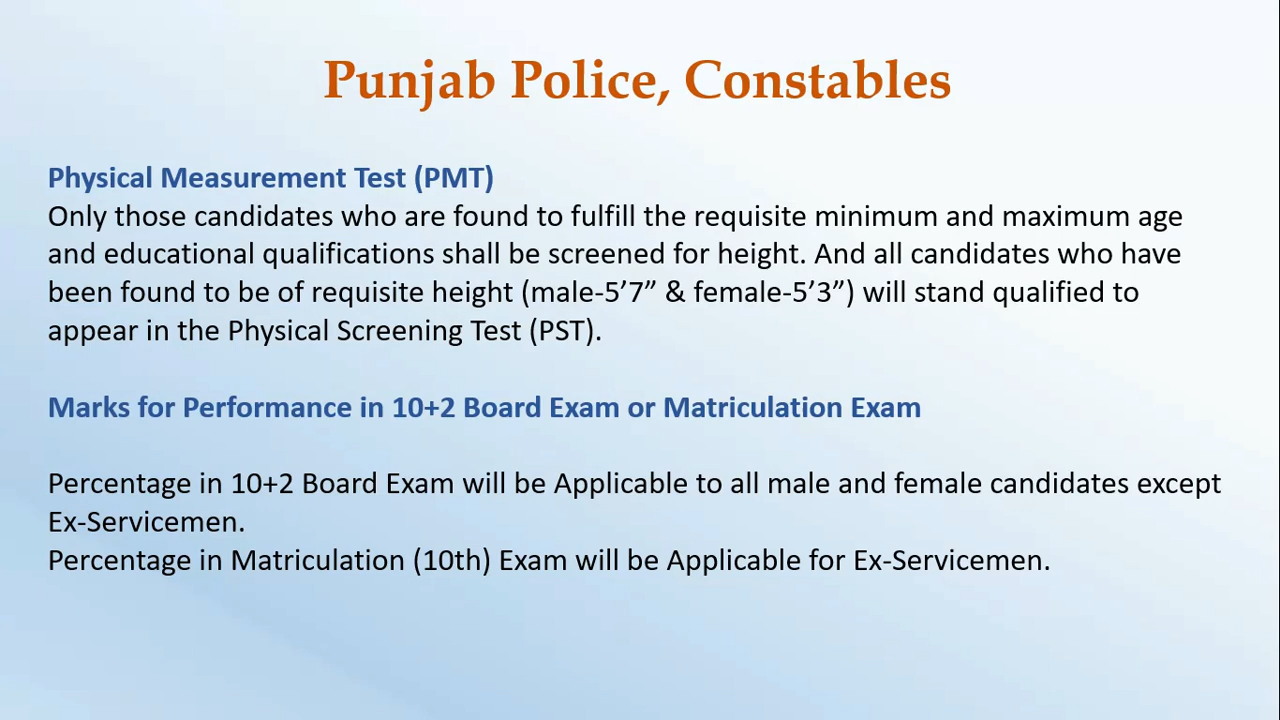 Punjab Police, Constables
Physical Measurement Test (PMT)
Only those candidates who are found to fulfill the requisite minimum and maximum age
and educational qualifications shall be screened for height. And all candidates who have
been found to be of requisite height (male-5’7” & female-5’3”) will stand qualified to
appear in the Physical Screening Test (PST).
Marks for Performance in 10+2 Board Exam or Matriculation Exam
Percentage in 10+2 Board Exam will be Applicable to all male and female candidates except
Ex-Servicemen.
Percentage in Matriculation (10th) Exam will be Applicable for Ex-Servicemen.